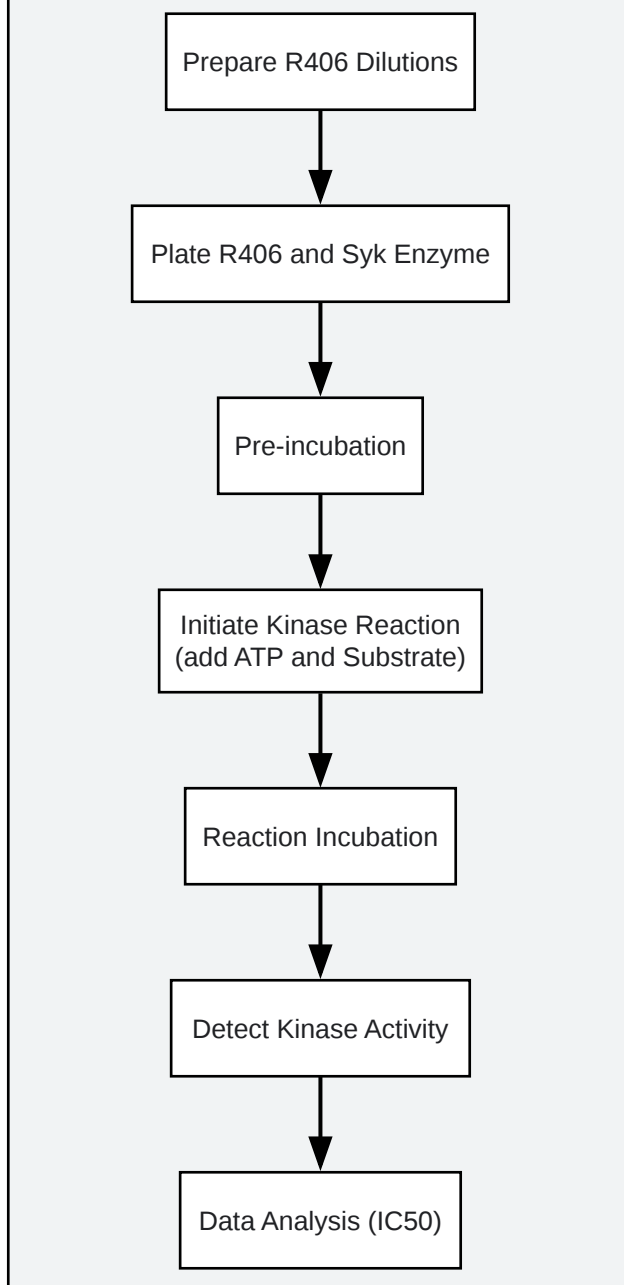 Prepare R406 Dilutions
Plate R406 and Syk Enzyme
Pre-incubation
Initiate Kinase Reaction
(add ATP and Substrate)
Reaction Incubation
Detect Kinase Activity
Data Analysis (IC50)